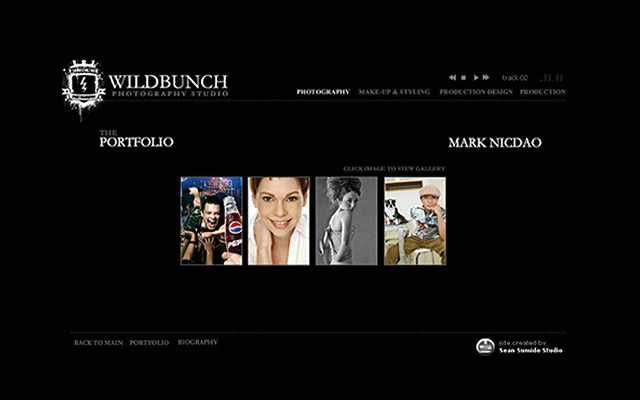 WILDBUNCH
PHOTOGRAPHY STUDIO
track 02
PHOTOGRAPHY MAKE-UP & STYLING PRODUCTION DESIGN PRODUCTION
THE
PORTFOLIO
MARK NICDAO
CLICK IMAGE TO VIEW GALLERY
BACK TO MAIN PORTFOLIO BIOGRAPHY
site created by
Sean Sumido Studio